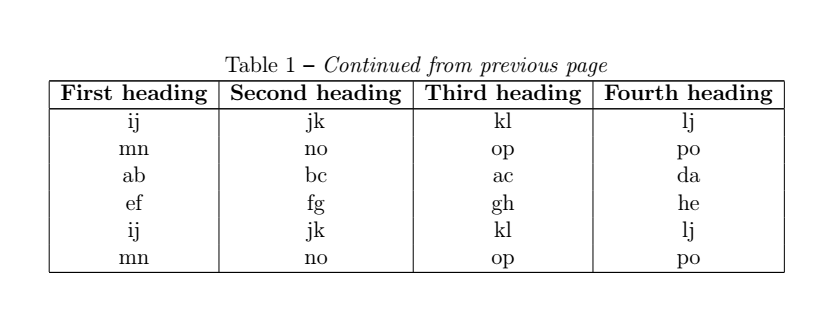 Table 1 – Continued from previous page
First heading Second heading Third heading Fourth heading
ij jk kl lj
mn no op po
ab bc ac da
ef fg gh he
ij jk kl lj
mn no op po